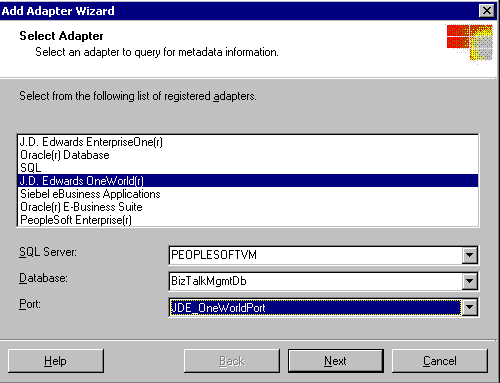 Add Adapter Wizard
Select Adapter
Select an adapter to query for metadata information.
Select from the following list of registered adapters.
J.D. Edwards EnterpriseOne(r)
Oracle(r) Database
SQL
J.D. Edwards OneWorld(r)
Siebel eBusiness Applications
Oracle(r) E-Business Suite
PeopleSoft Enterprise(r)
SQL Server: PEOPLESOFTVM
Database: BizTalkMgmtDb
Port: JDE_OneWorldPort
Help Back Next Cancel